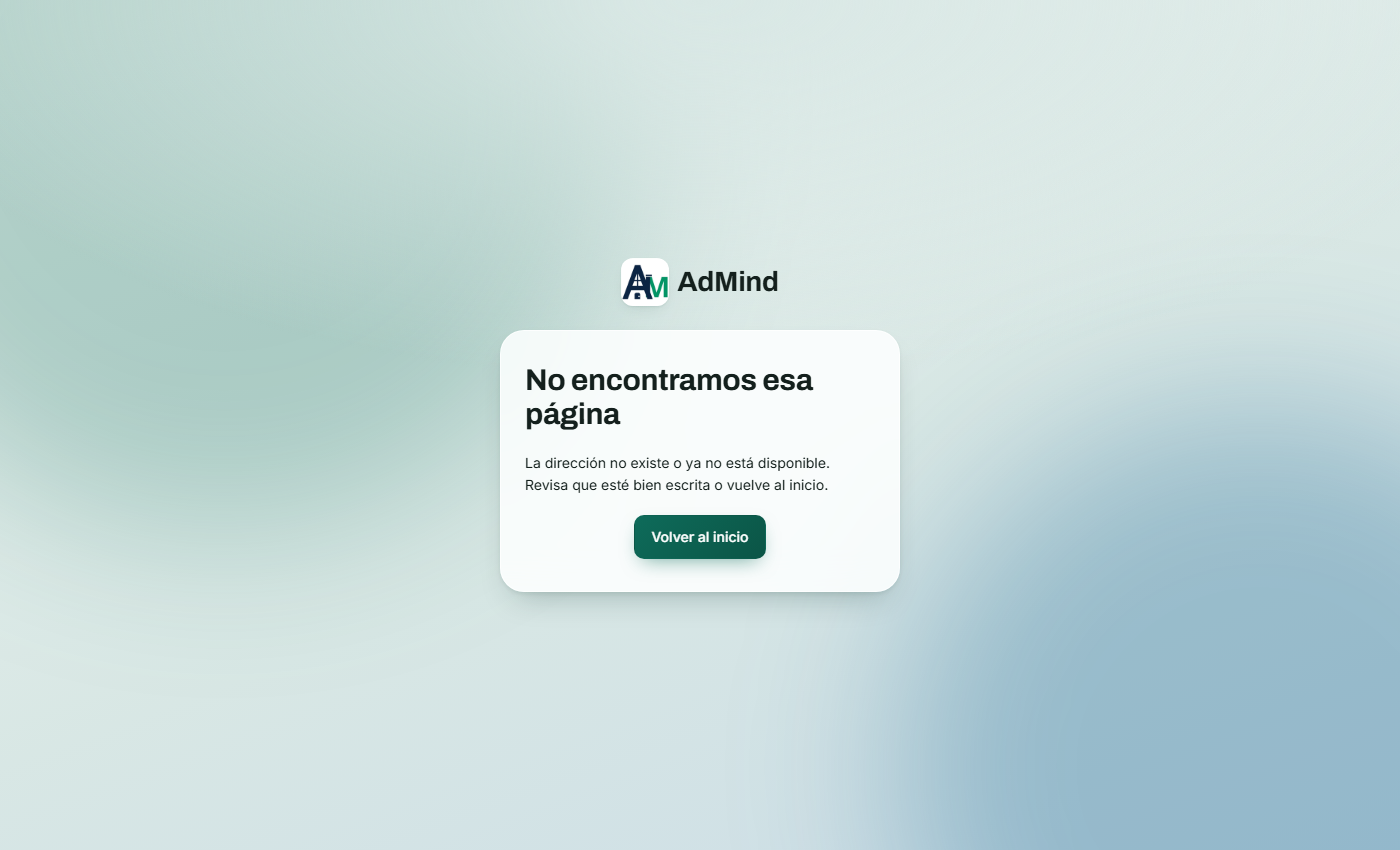 AM AdMind
No encontramos esa
página
La dirección no existe o ya no está disponible.
Revisa que esté bien escrita o vuelve al inicio.
Volver al inicio